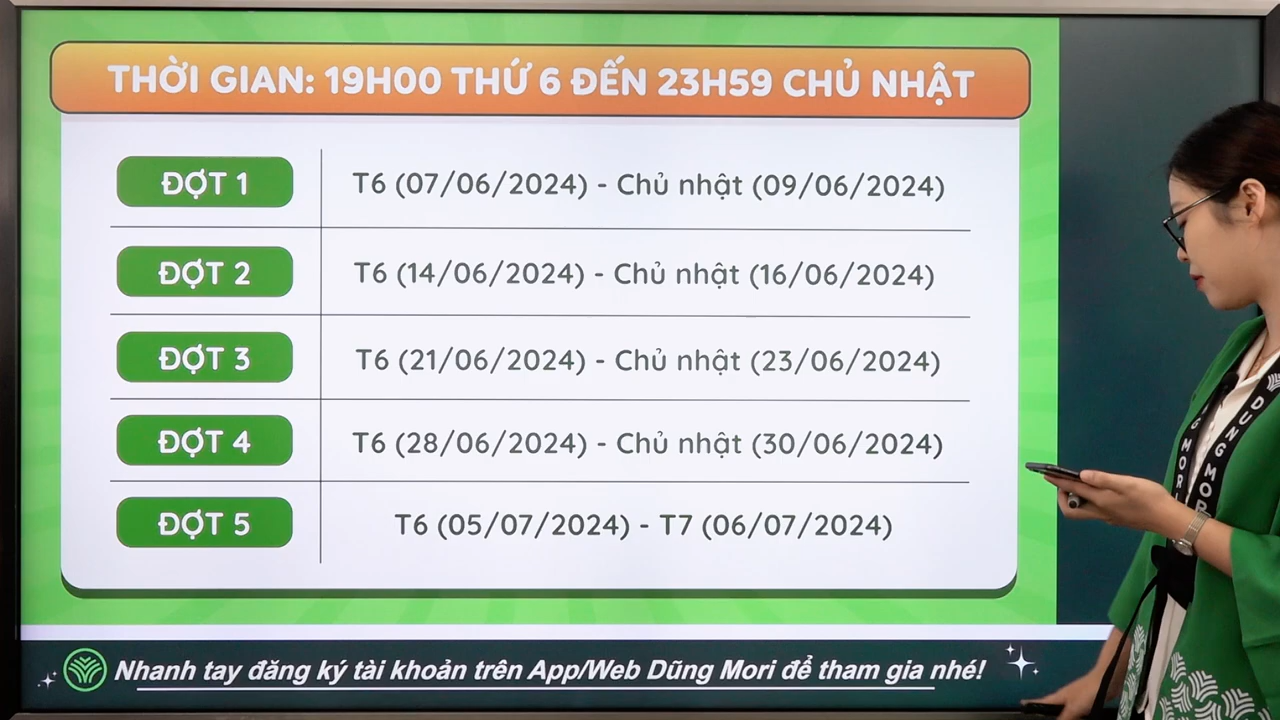 THỜI GIAN: 19H00 THỨ 6 ĐẾN 23H59 CHỦ NHẬT
ĐỢT 1 T6 (07/06/2024) - Chủ nhật (09/06/2024)
ĐỢT 2 T6 (14/06/2024) - Chủ nhật (16/06/2024)
ĐỢT 3 T6 (21/06/2024) - Chủ nhật (23/06/2024)
ĐỢT 4 T6 (28/06/2024) - Chủ nhật (30/06/2024)
ĐỢT 5 T6 (05/07/2024) - T7 (06/07/2024)
Nhanh tay đăng ký tài khoản trên App/Web Dũng Mori để tham gia nhé!
DUNG MOR
NG MORI